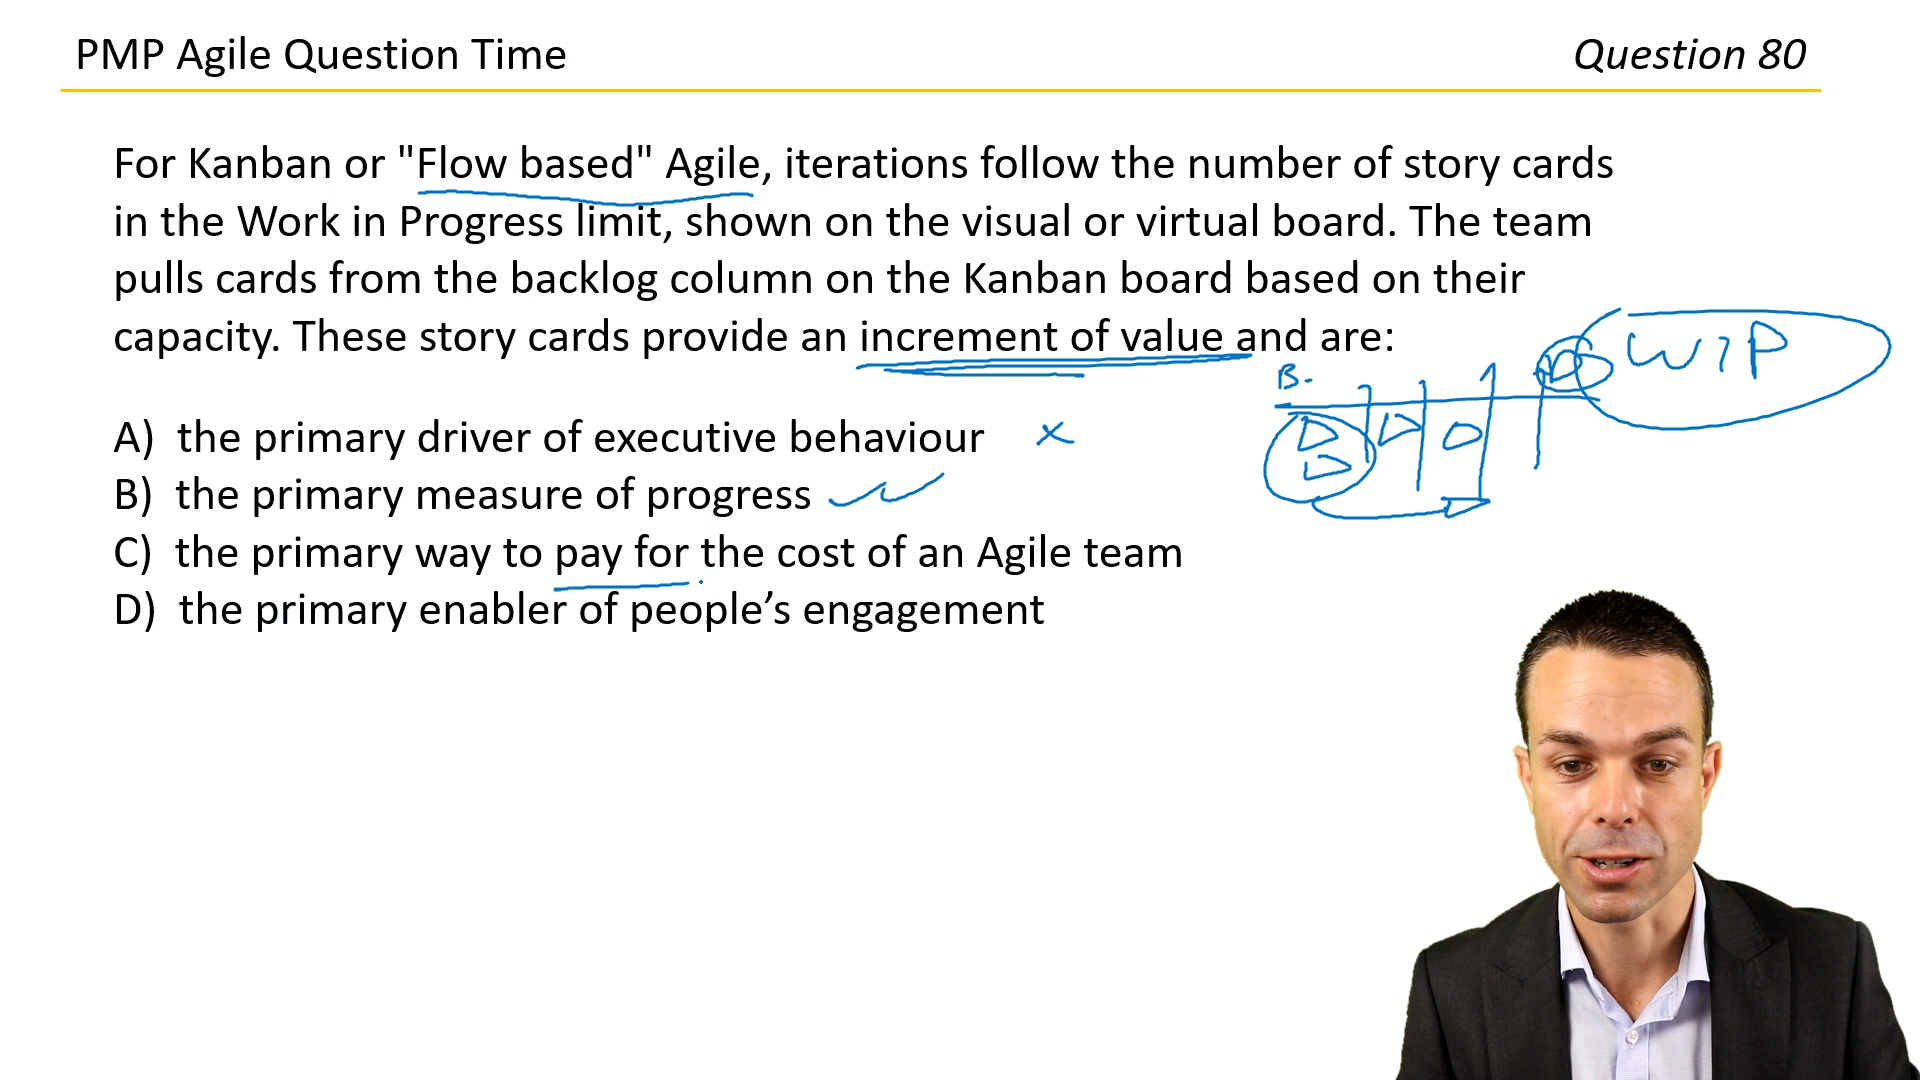 PMP Agile Question Time
Question 80
For Kanban or "Flow based" Agile, iterations follow the number of story cards
in the Work in Progress limit, shown on the visual or virtual board. The team
pulls cards from the backlog column on the Kanban board based on their
capacity. These story cards provide an increment of value and are:
WIP
B.
A) the primary driver of executive behaviour
B) the primary measure of progress
C) the primary way to pay for the cost of an Agile team
D) the primary enabler of people’s engagement